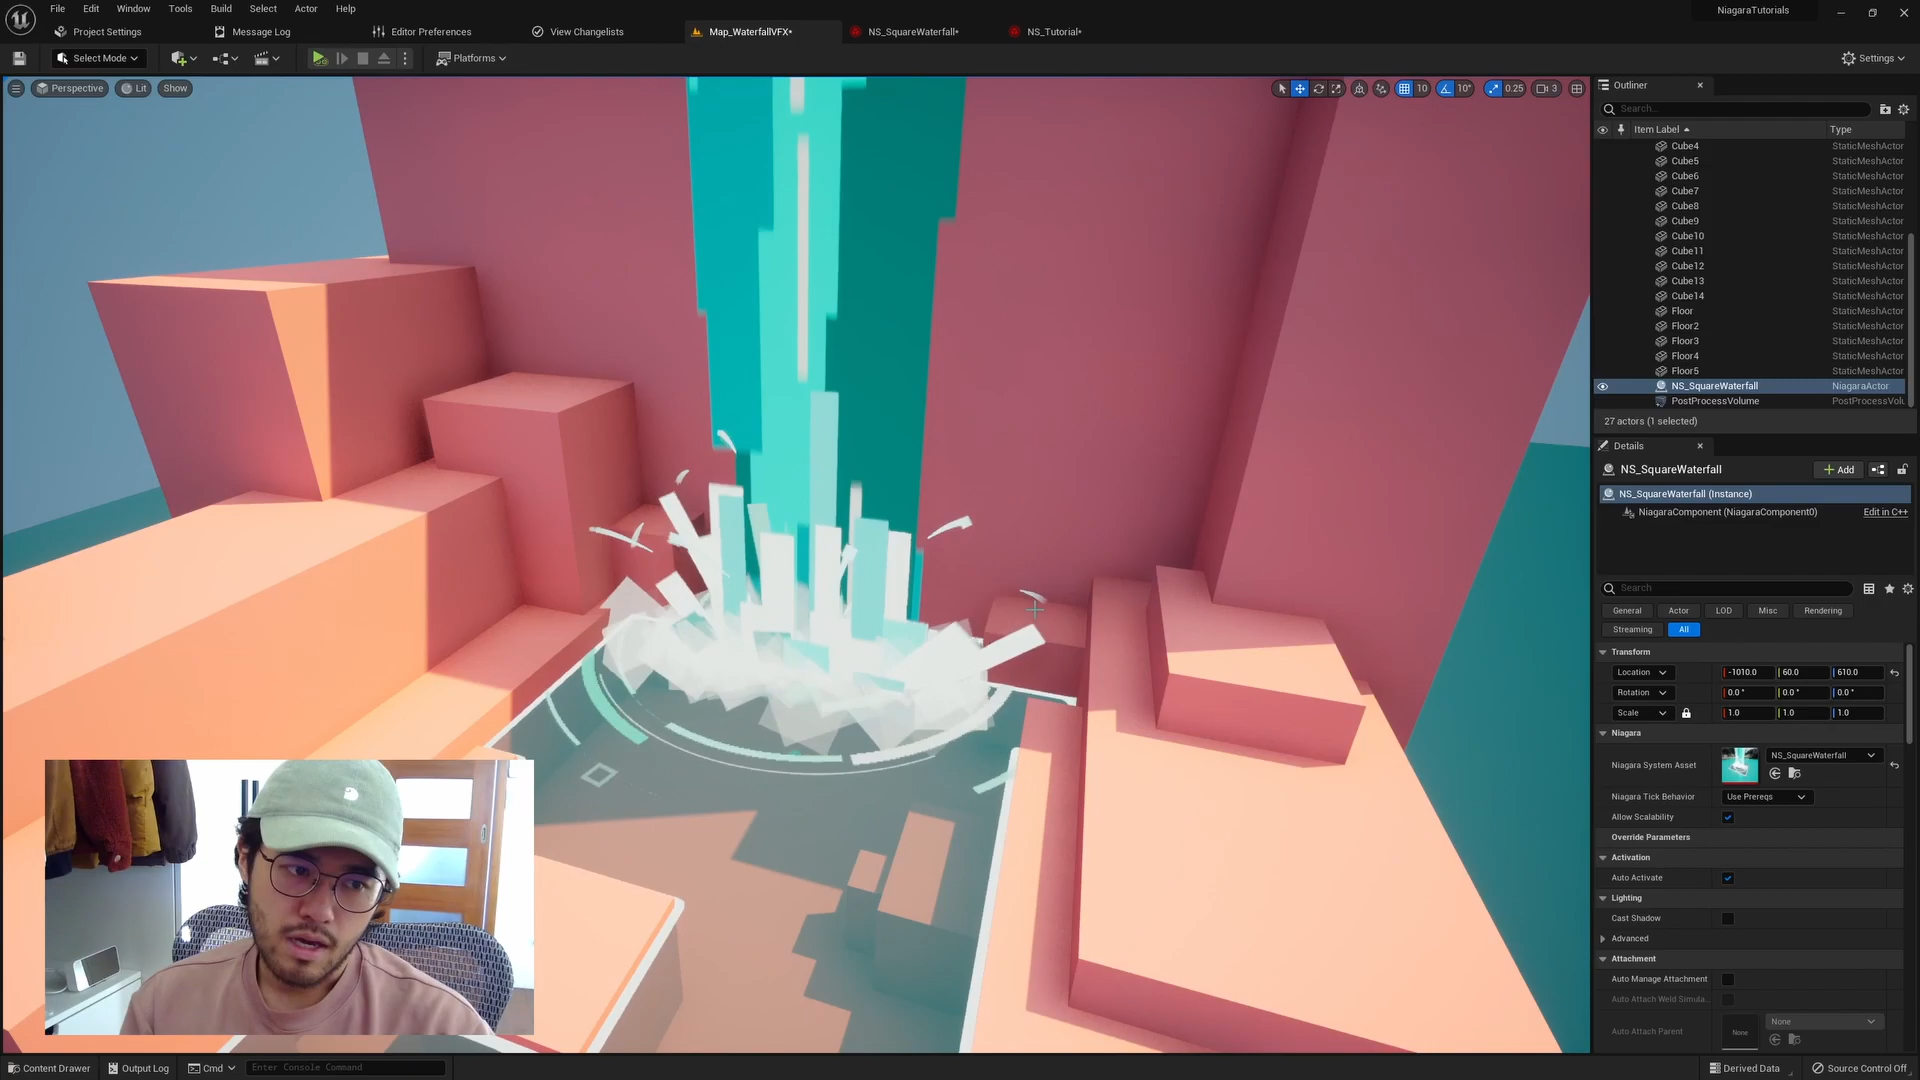 File Edit Window Tools Build Select Actor Help
NiagaraTutorials
Project Settings Message Log Editor Preferences View Changelists Map_WaterfallVFX* NS_SquareWaterfall* NS_Tutorial*
Select Mode Platforms Settings
Perspective Lit Show 10 10° 0.25 3
Outliner
Search...
Item Label Type
Cube4 StaticMeshActor
Cube5 StaticMeshActor
Cube6 StaticMeshActor
Cube7 StaticMeshActor
Cube8 StaticMeshActor
Cube9 StaticMeshActor
Cube10 StaticMeshActor
Cube11 StaticMeshActor
Cube12 StaticMeshActor
Cube13 StaticMeshActor
Cube14 StaticMeshActor
Floor StaticMeshActor
Floor2 StaticMeshActor
Floor3 StaticMeshActor
Floor4 StaticMeshActor
Floor5 StaticMeshActor
NS_SquareWaterfall NiagaraActor
PostProcessVolume PostProcessVolu
27 actors (1 selected)
Details
NS_SquareWaterfall + Add
NS_SquareWaterfall (Instance)
NiagaraComponent (NiagaraComponent0) Edit in C++
Search
General Actor LOD Misc Rendering
Streaming All
Transform
Location -1010.0 60.0 610.0
Rotation 0.0° 0.0° 0.0°
Scale 1.0 1.0 1.0
Niagara
Niagara System Asset NS_SquareWaterfall
Niagara Tick Behavior Use Prereqs
Allow Scalability
Override Parameters
Activation
Auto Activate
Lighting
Cast Shadow
Advanced
Attachment
Auto Manage Attachment
Auto Attach Weld Simula...
Auto Attach Parent None None
Content Drawer Output Log Cmd Enter Console Command Derived Data Source Control Off